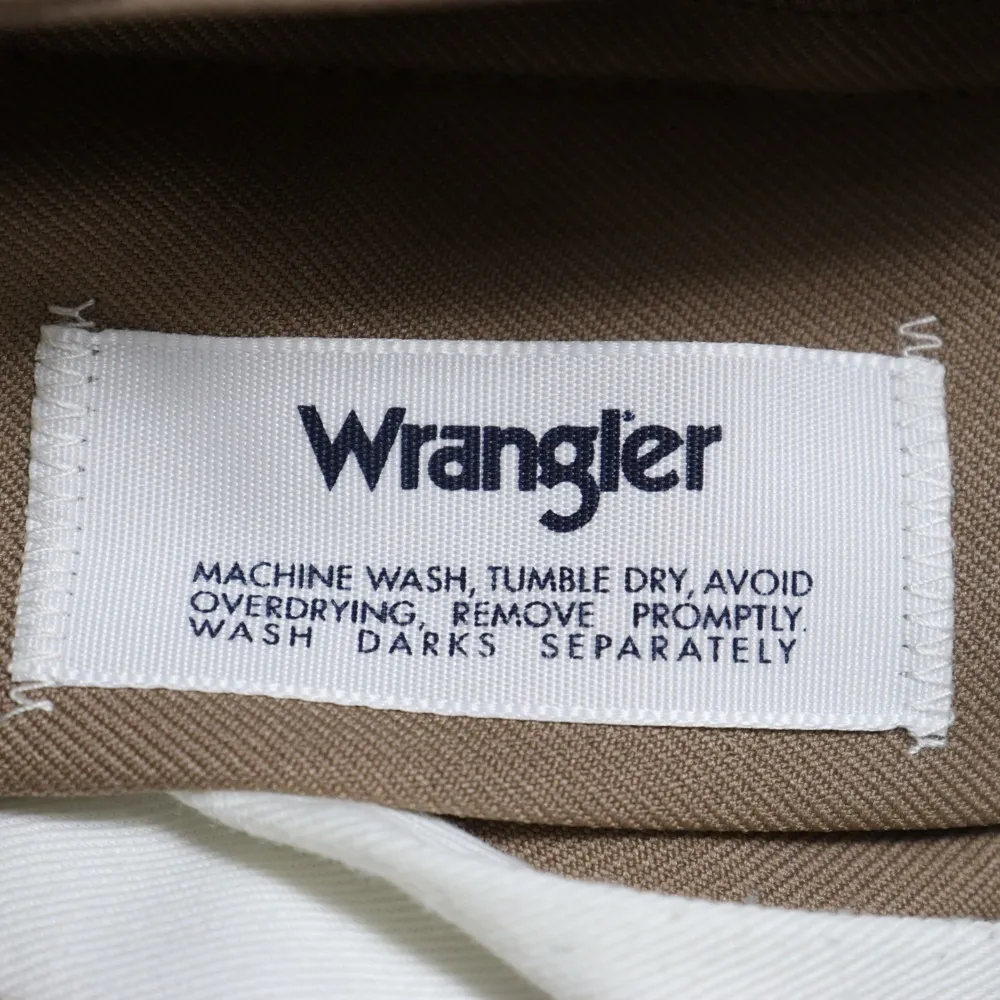 Wrangler
MACHINE WASH, TUMBLE DRY, AVOID
OVERDRYING, REMOVE PROMPTLY.
WASH DARKS SEPARATELY